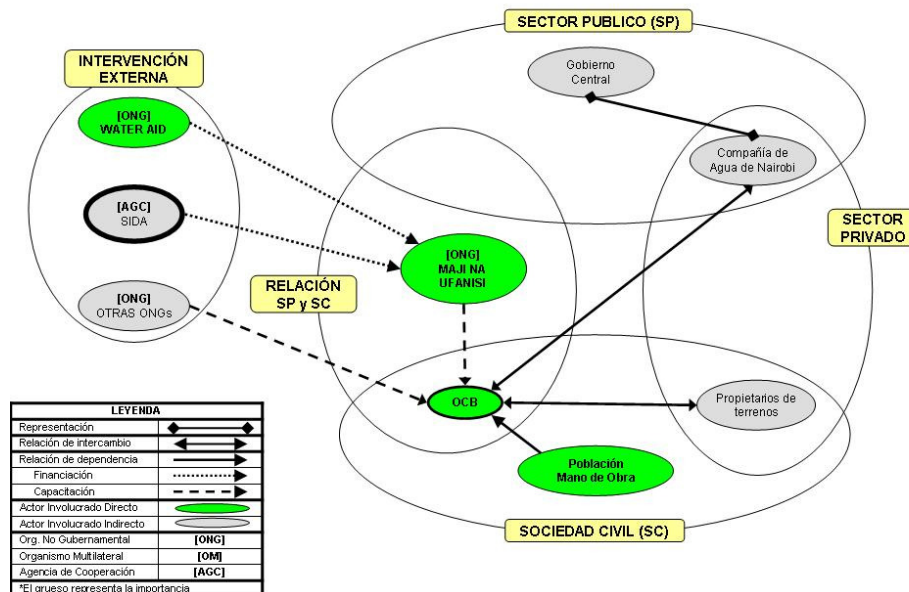 SECTOR PUBLICO (SP)
INTERVENCIÓN
EXTERNA
Gobierno
Central
[ONG]
WATER AID
Compañía de
Agua de Nairobi
[AGC]
SIDA
SECTOR
PRIVADO
[ONG]
MAJI NA
UFANISI
RELACIÓN
SP y SC
[ONG]
OTRAS ONGs
OCB
Propietarios de
terrenos
Población
Mano de Obra
SOCIEDAD CIVIL (SC)
LEYENDA
Representación
Relación de intercambio
Relación de dependencia
Financiación
Capacitación
Actor Involucrado Directo
Actor Involucrado Indirecto
Org. No Gubernamental [ONG]
Organismo Multilateral [OM]
Agencia de Cooperación [AGC]
*El grueso representa la importancia